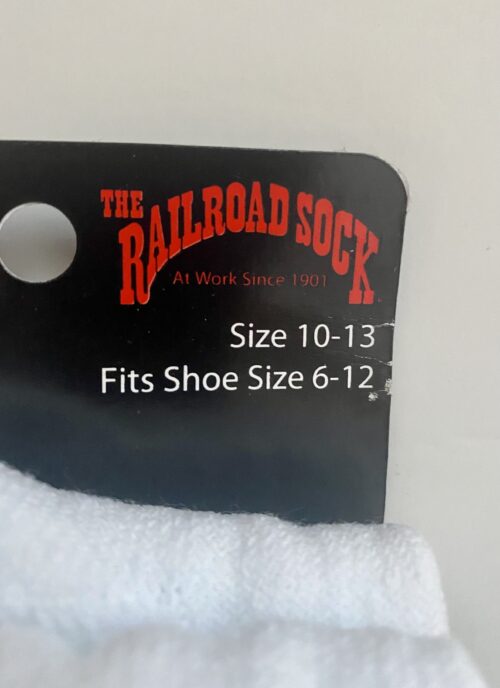 THE
RAILROAD SOCK
At Work Since 1901
Size 10-13
Fits Shoe Size 6-12